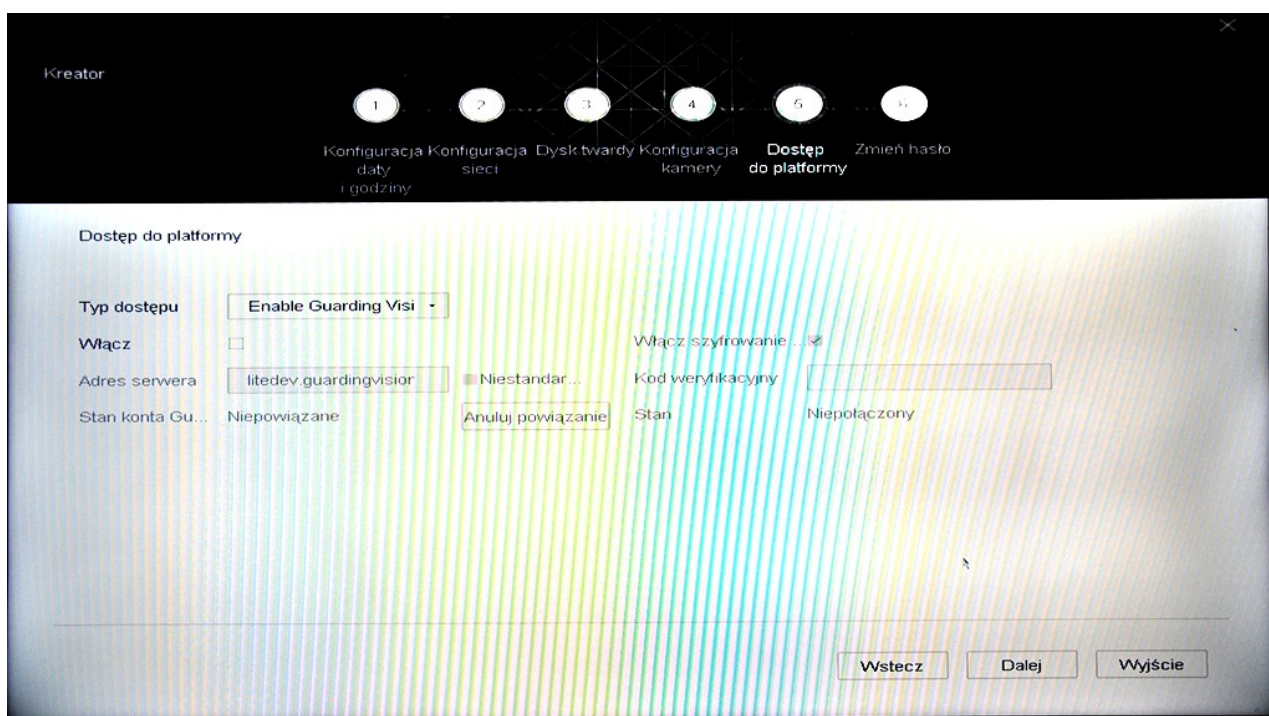 Kreator
1 2 3 4 5 6
Konfiguracja Konfiguracja Dysk twardy Konfiguracja Dostęp Zmień hasło
daty sieci kamery do platformy
i godziny
Dostęp do platformy
Typ dostępu Enable Guarding Visi
Włącz Włącz szyfrowanie ...
Adres serwera litedev.guardingvisior Niestandar... Kod weryfikacyjny
Stan konta Gu... Niepowiązane Anuluj powiązanie Stan Niepołączony
Wstecz Dalej Wyjście